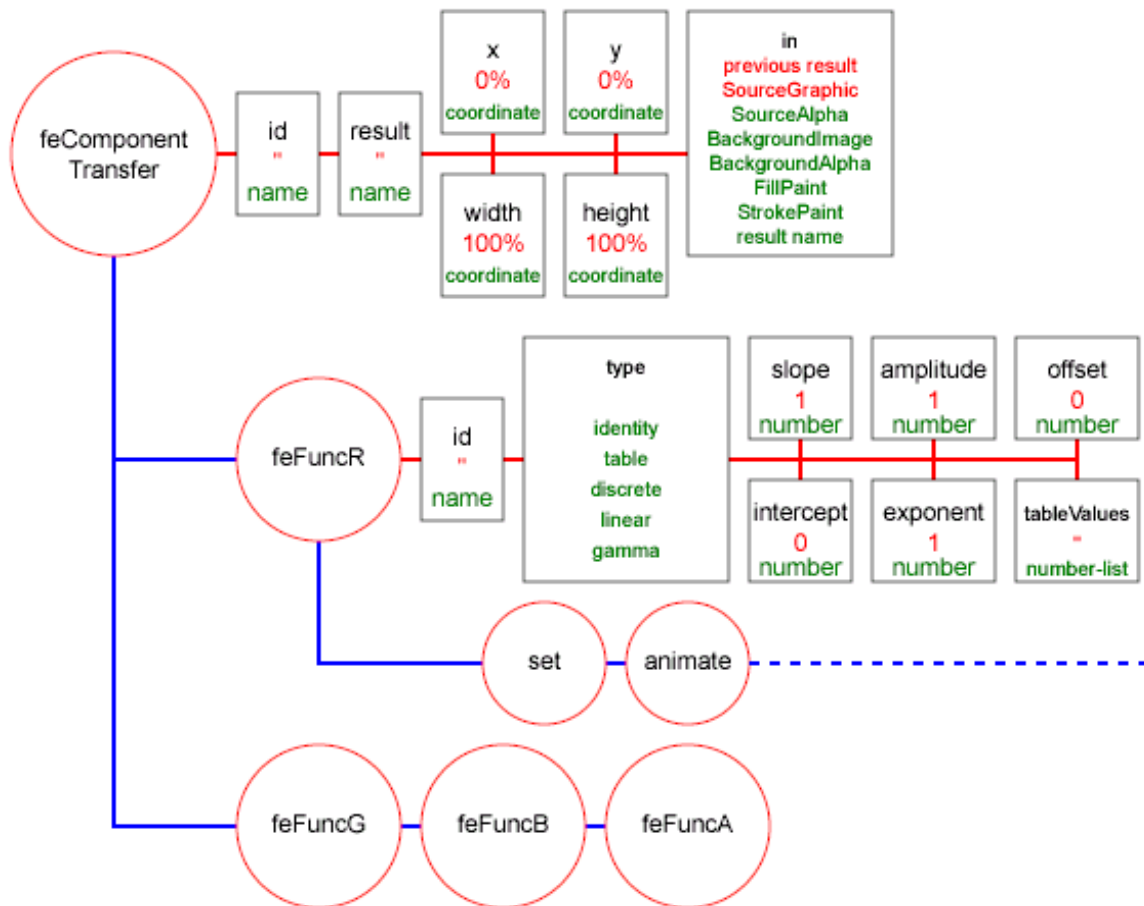 feComponent
Transfer
id
"
name
result
"
name
x
0%
coordinate
y
0%
coordinate
width
100%
coordinate
height
100%
coordinate
in
previous result
SourceGraphic
SourceAlpha
BackgroundImage
BackgroundAlpha
FillPaint
StrokePaint
result name
feFuncR
id
"
name
type
identity
table
discrete
linear
gamma
slope
1
number
amplitude
1
number
offset
0
number
intercept
0
number
exponent
1
number
tableValues
"
number-list
set
animate
feFuncG
feFuncB
feFuncA